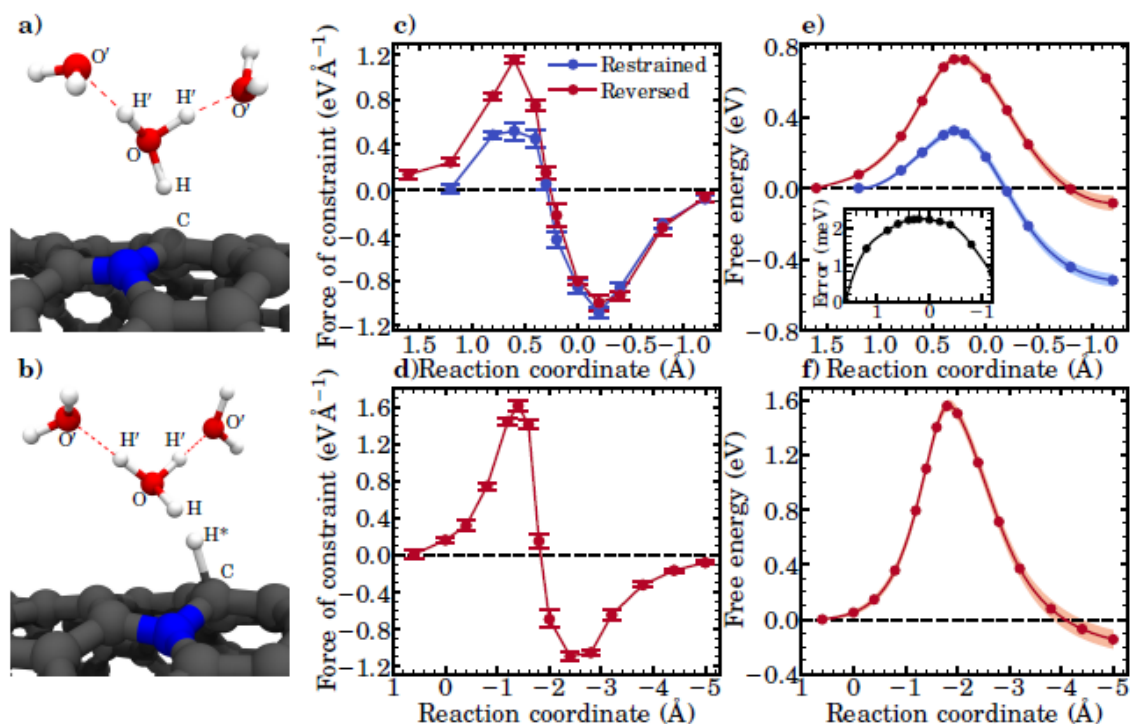 a)
O′
O′
H′
H′
O
H
C
b)
O′
O′
H′
H′
O
H
H*
C
c)
Force of constraint (eV Å⁻¹)
1.2
0.8
0.4
0.0
−0.4
−0.8
−1.2
Restrained
Reversed
1.5 1.0 0.5 0.0 −0.5 −1.0
Reaction coordinate (Å)
d)
Force of constraint (eV Å⁻¹)
1.6
1.2
0.8
0.4
0.0
−0.4
−0.8
−1.2
1 0 −1 −2 −3 −4 −5
Reaction coordinate (Å)
e)
Free energy (eV)
0.8
0.4
0.0
−0.4
−0.8
Error (meV)
2
1
0
1 0 −1
1.5 1.0 0.5 0.0 −0.5 −1.0
Reaction coordinate (Å)
f)
Free energy (eV)
1.6
1.2
0.8
0.4
0.0
−0.4
1 0 −1 −2 −3 −4 −5
Reaction coordinate (Å)